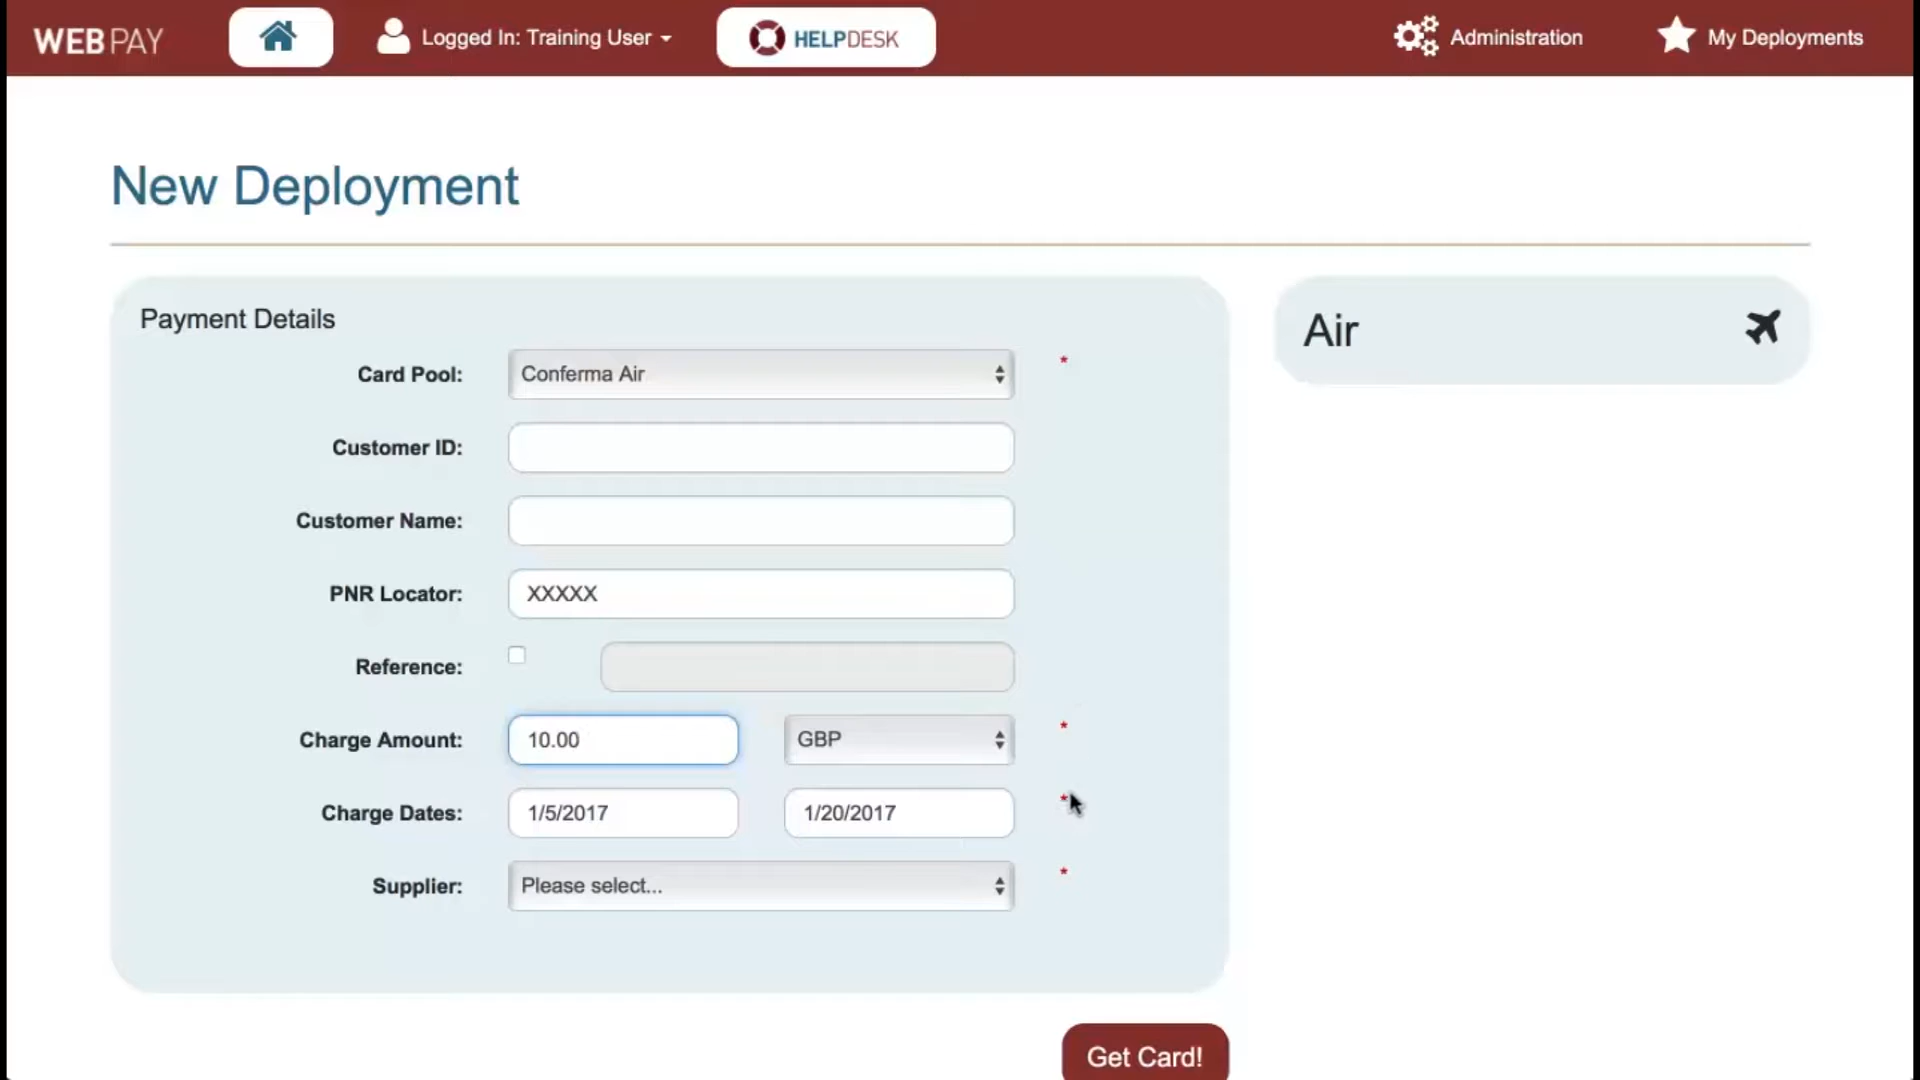 WEBPAY
Logged In: Training User
HELPDESK
Administration
My Deployments
New Deployment
Payment Details
Card Pool: Conferma Air *
Customer ID:
Customer Name:
PNR Locator: XXXXX
Reference:
Charge Amount: 10.00 GBP *
Charge Dates: 1/5/2017 1/20/2017 *
Supplier: Please select... *
Get Card!
Air